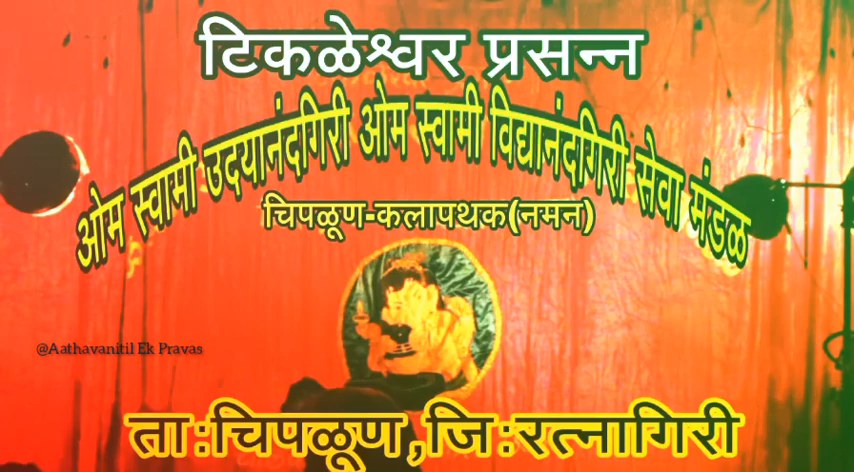 टिकळेश्वर प्रसन्न
ओम स्वामी उदयानंदगिरी ओम स्वामी विद्यानंदगिरी सेवा मंडळ
चिपळूण-कलापथक(नमन)
@Aathavanitil Ek Pravas
ता:चिपळूण,जि:रत्नागिरी